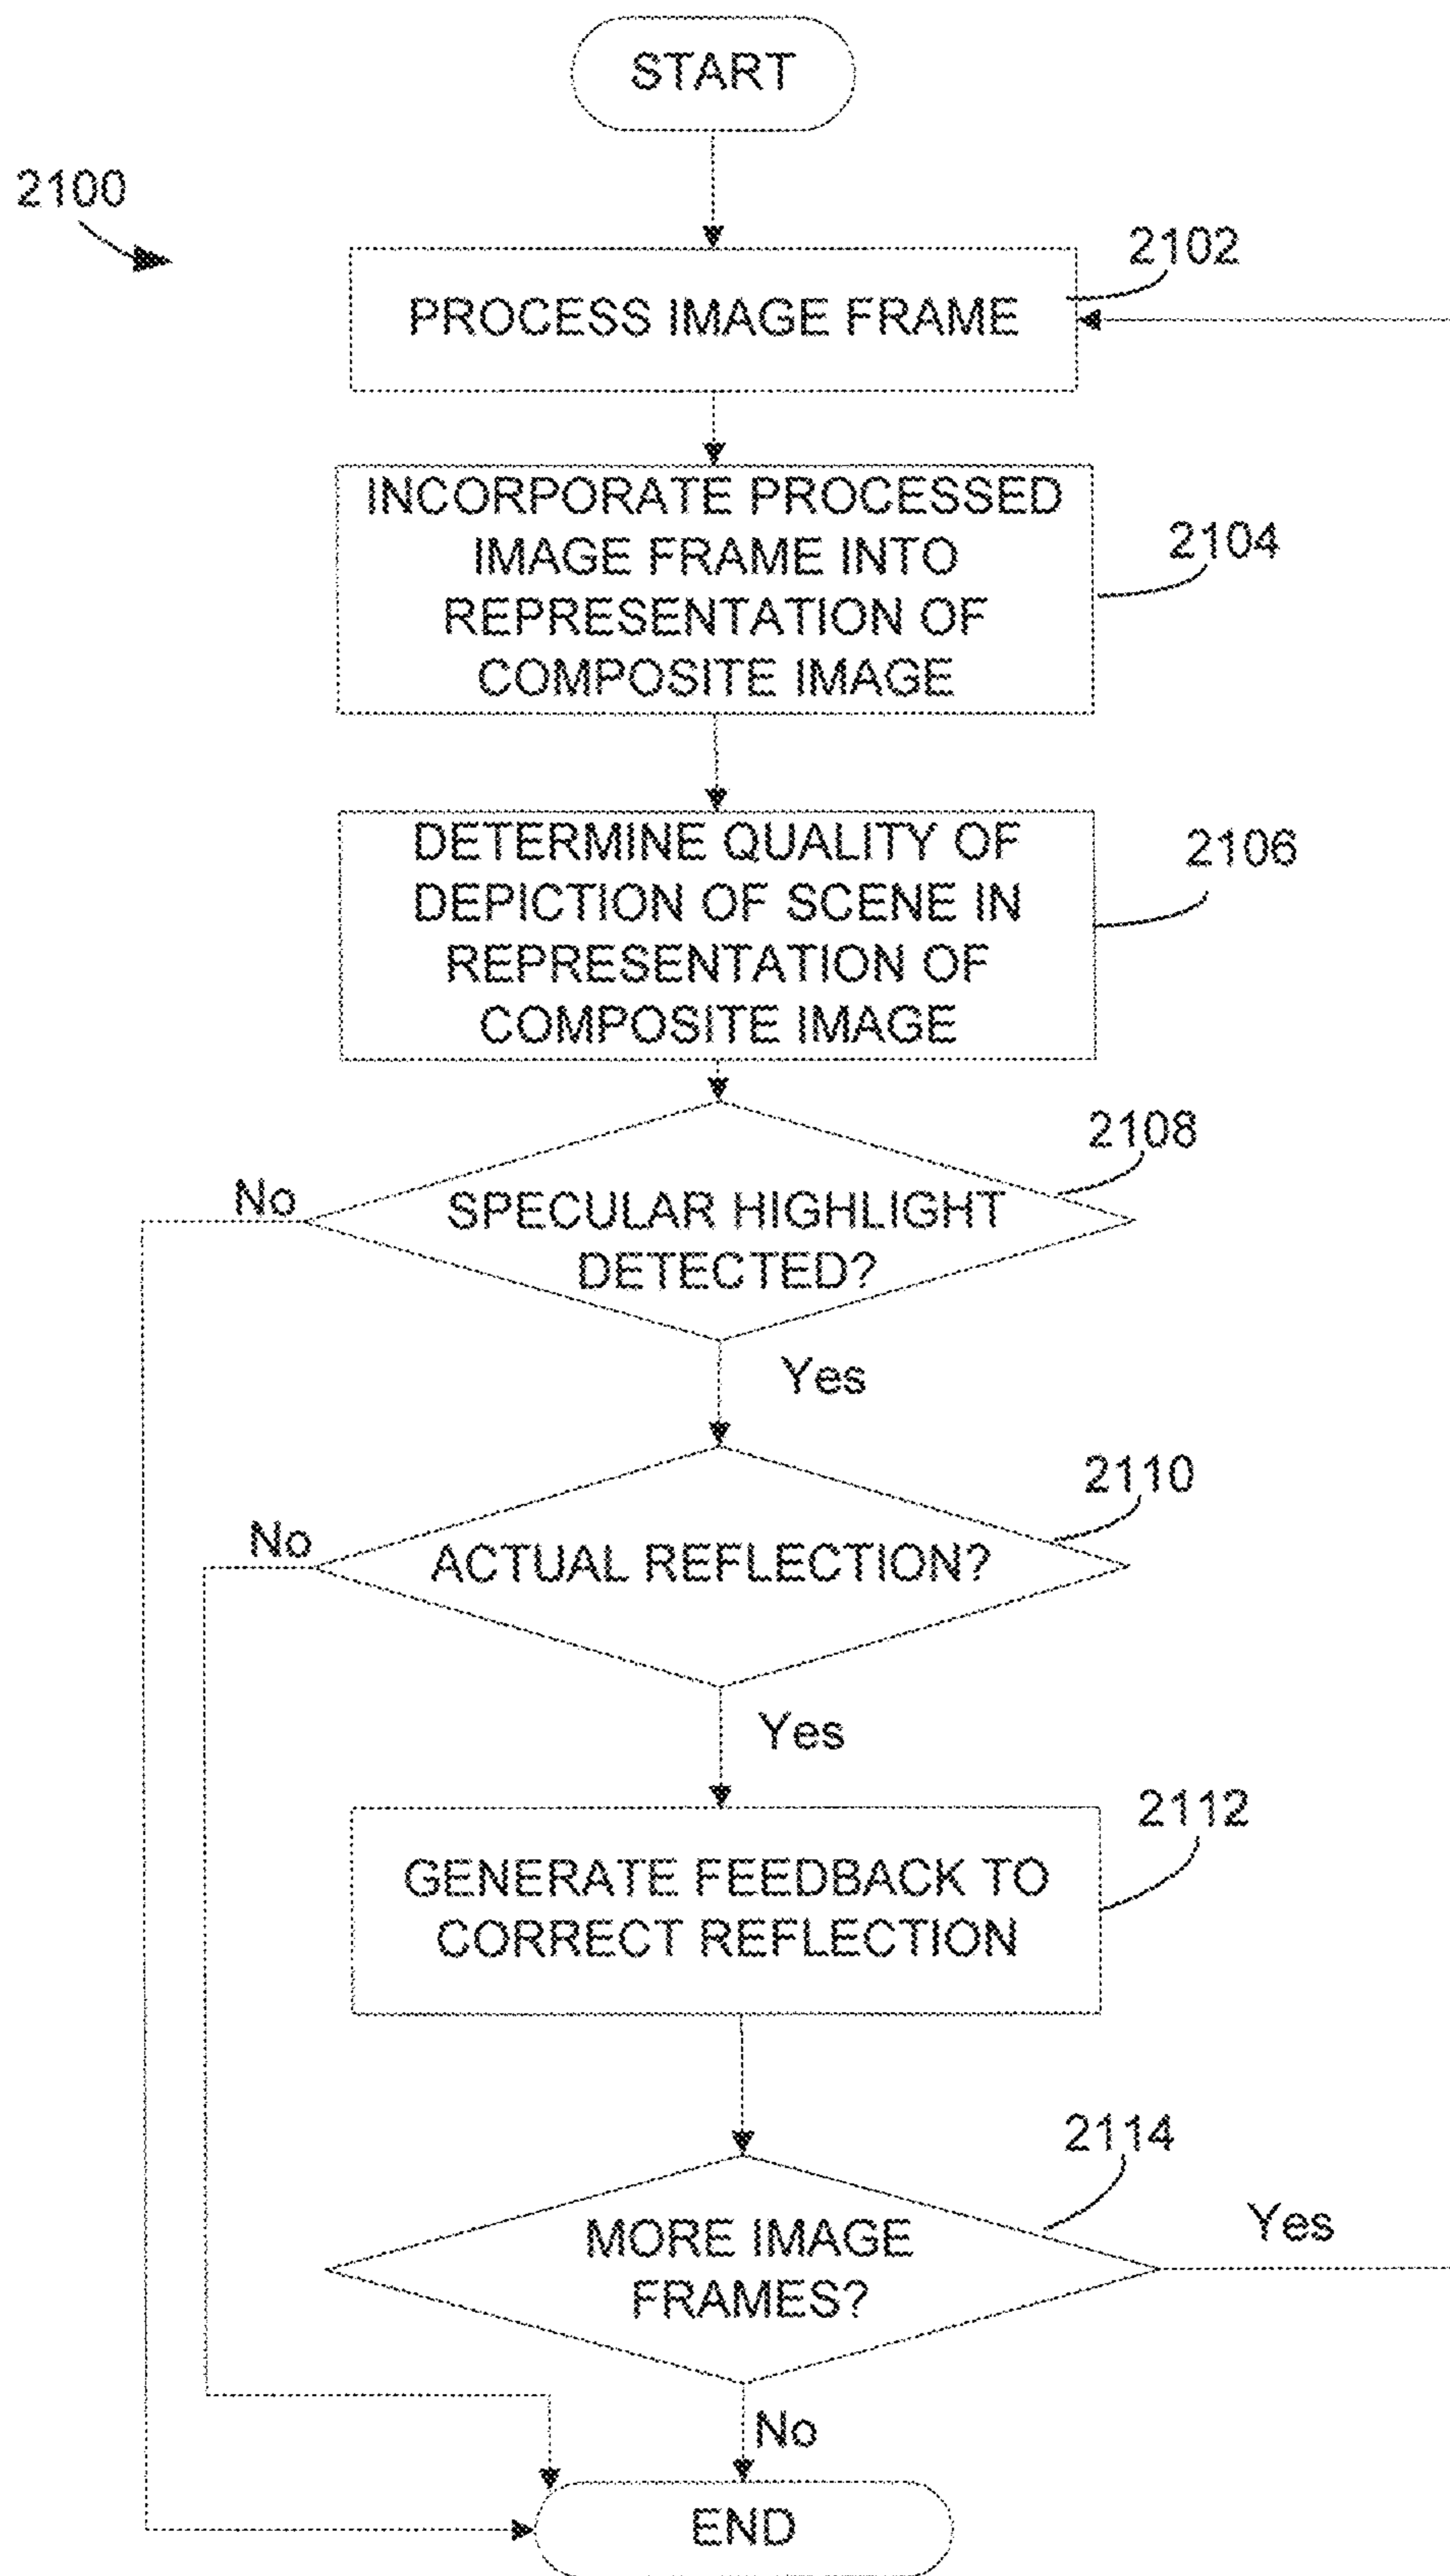 START
2100
2102
PROCESS IMAGE FRAME
INCORPORATE PROCESSED
IMAGE FRAME INTO
REPRESENTATION OF
COMPOSITE IMAGE
2104
DETERMINE QUALITY OF
DEPICTION OF SCENE IN
REPRESENTATION OF
COMPOSITE IMAGE
2106
2108
No
SPECULAR HIGHLIGHT
DETECTED?
Yes
2110
No
ACTUAL REFLECTION?
Yes
2112
GENERATE FEEDBACK TO
CORRECT REFLECTION
2114
MORE IMAGE
FRAMES?
Yes
No
END